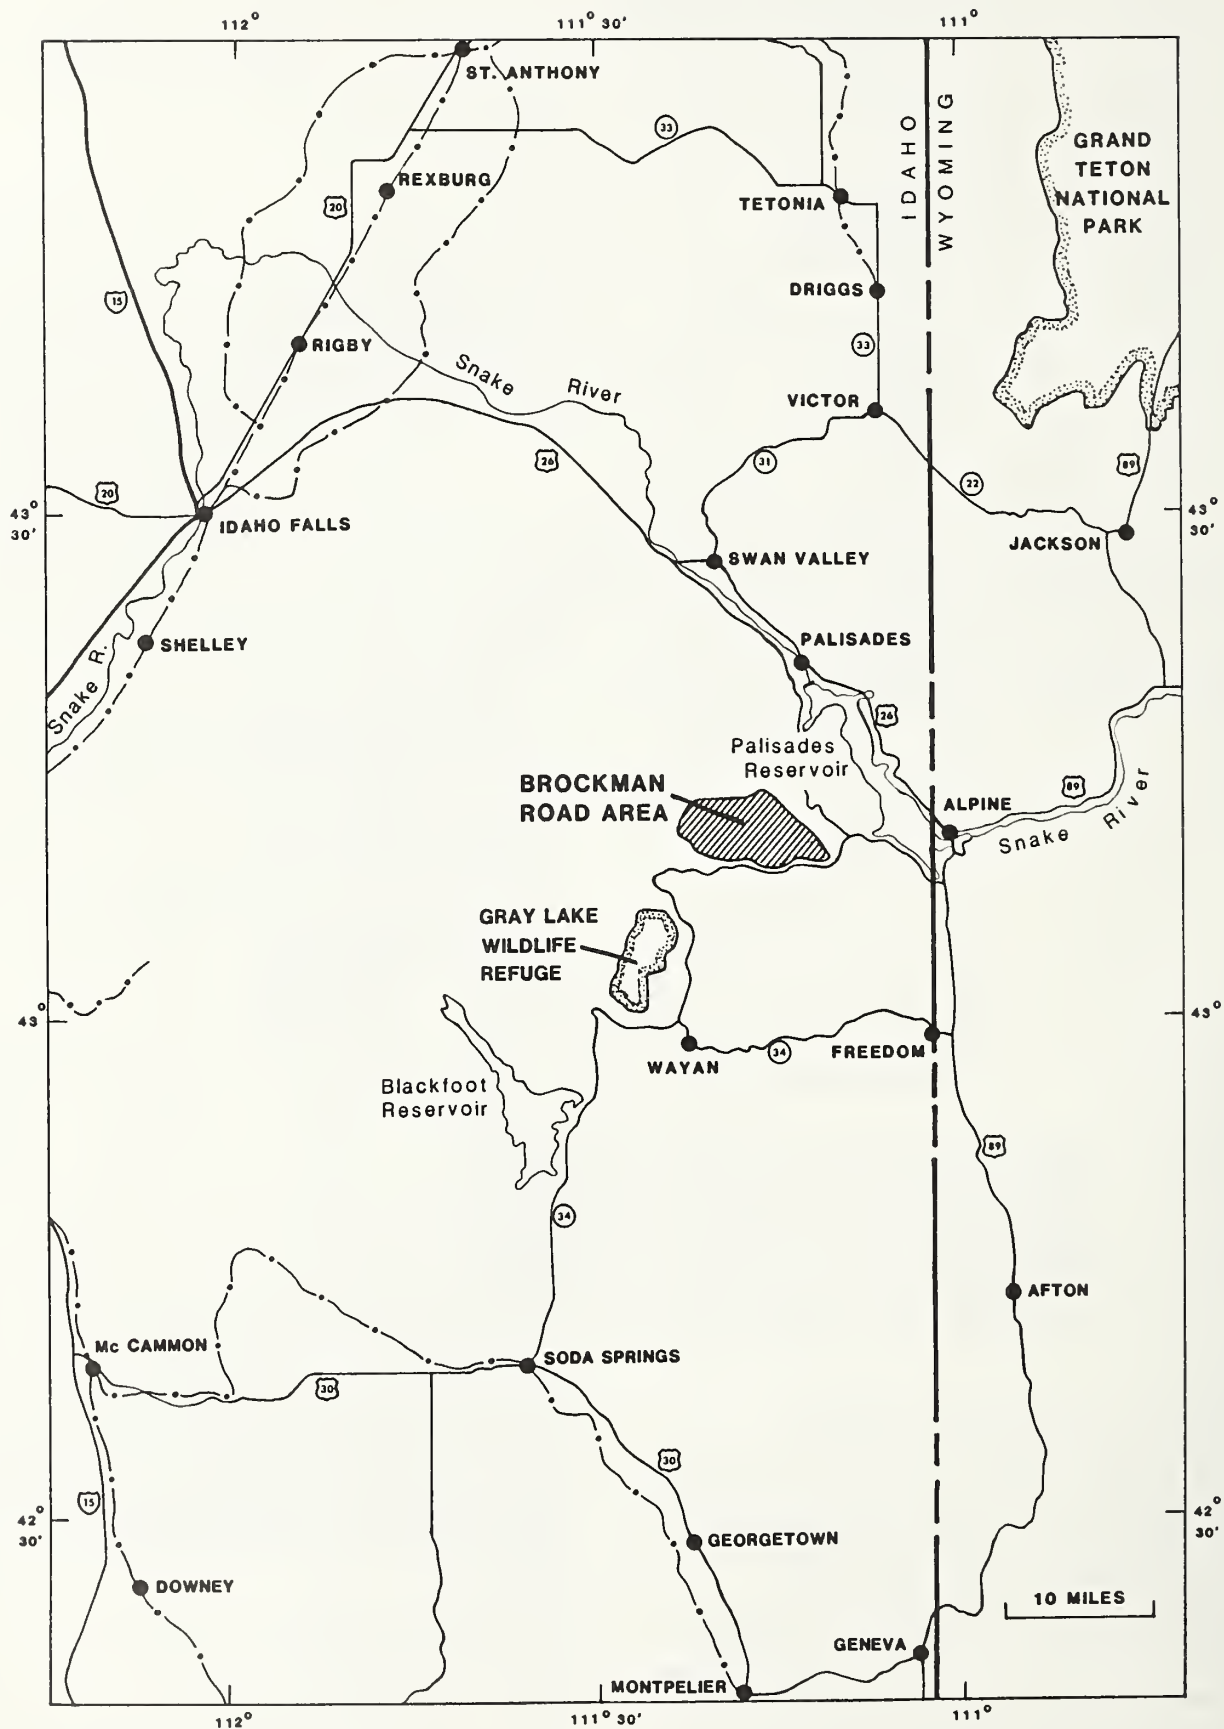 112°
111° 30'
111°
ST. ANTHONY
33
IDAHO
WYOMING
GRAND
TETON
NATIONAL
PARK
REXBURG
20
TETONIA
15
DRIGGS
RIGBY
33
Snake River
VICTOR
26
31
89
20
22
43°
30'
43°
30'
IDAHO FALLS
JACKSON
SWAN VALLEY
SHELLEY
PALISADES
Snake R.
26
Palisades
Reservoir
BROCKMAN
ROAD AREA
89
ALPINE
Snake River
GRAY LAKE
WILDLIFE
REFUGE
43°
43°
WAYAN
34
FREEDOM
Blackfoot
Reservoir
89
34
AFTON
Mc CAMMON
SODA SPRINGS
30
30
15
42°
30'
42°
30'
GEORGETOWN
DOWNEY
10 MILES
GENEVA
MONTPELIER
112°
111° 30'
111°